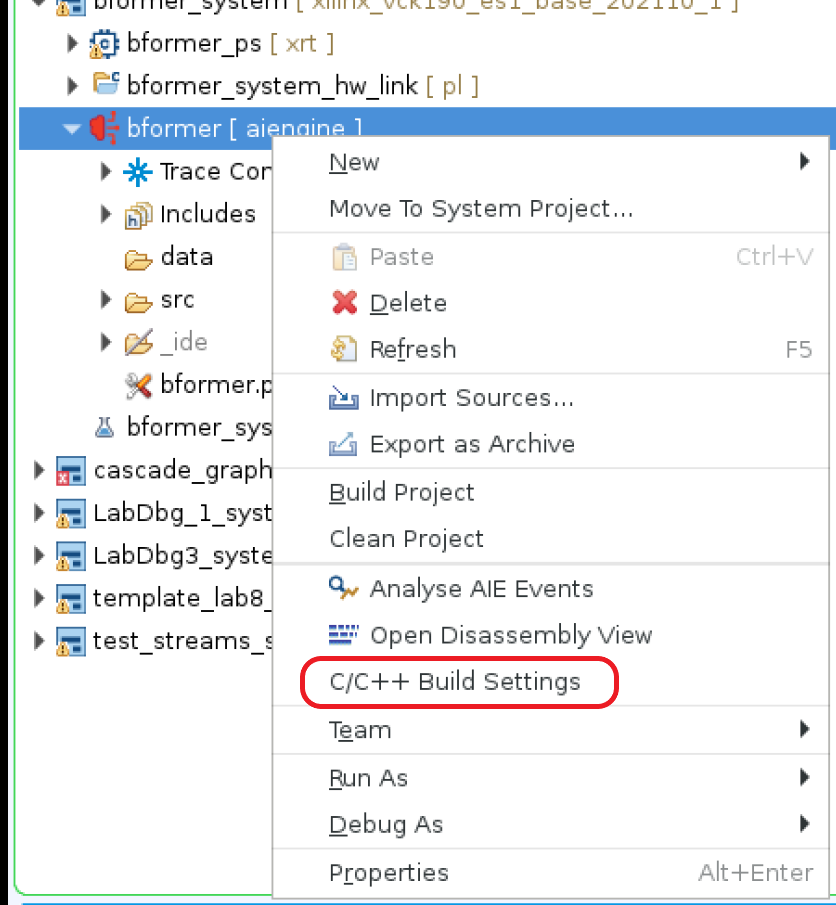 bformer_system [ xilinx_vck190_es1_base_202110_1 ]
bformer_ps [ xrt ]
bformer_system_hw_link [ pl ]
bformer [ aiengine ]
Trace Con
Includes
data
src
_ide
bformer.p
bformer_sys
cascade_graph
LabDbg_1_syst
LabDbg3_syste
template_lab8_
test_streams_s
New
Move To System Project...
Paste Ctrl+V
Delete
Refresh F5
Import Sources...
Export as Archive
Build Project
Clean Project
Analyse AIE Events
Open Disassembly View
C/C++ Build Settings
Team
Run As
Debug As
Properties Alt+Enter